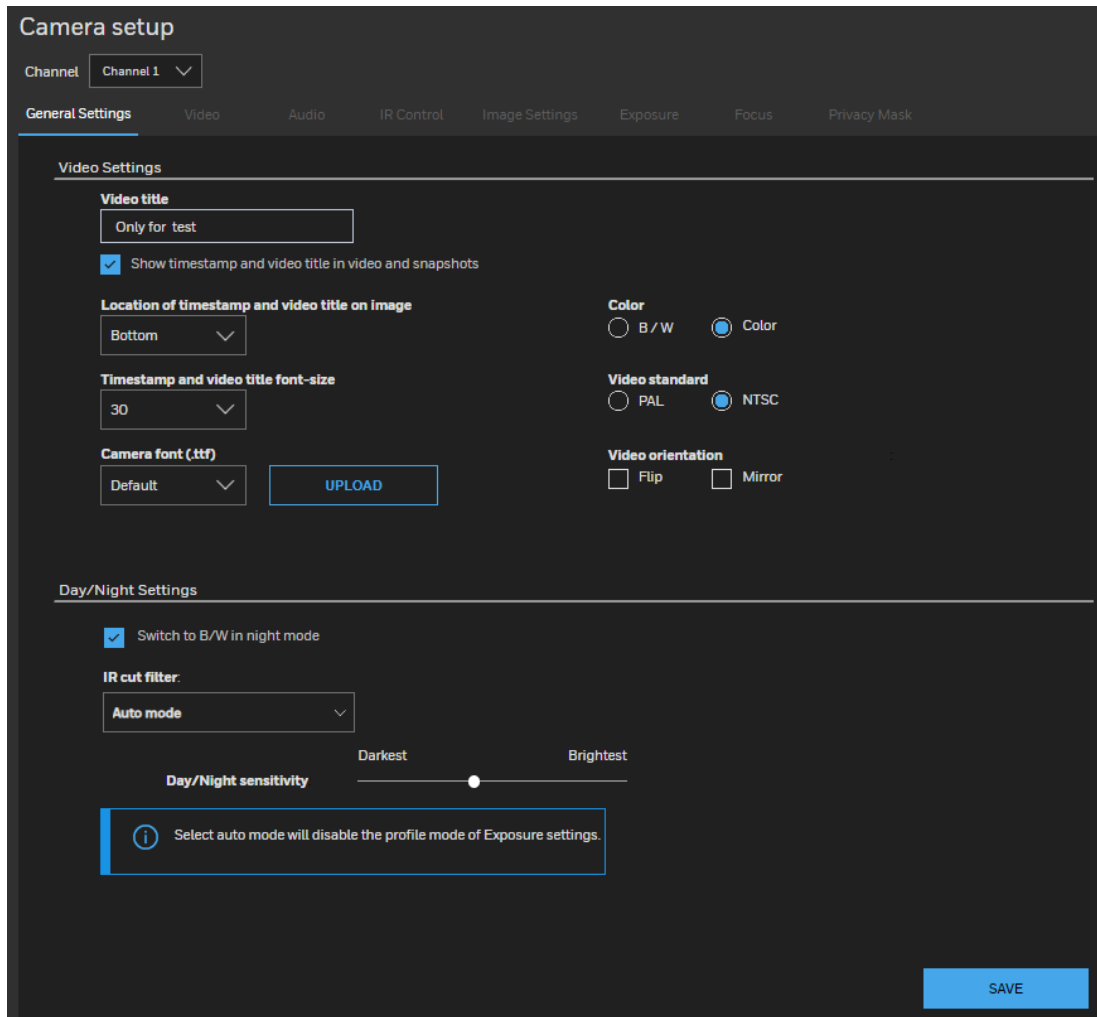 Camera setup
Channel Channel 1
General Settings Video Audio IR Control Image Settings Exposure Focus Privacy Mask
Video Settings
Video title
Only for test
Show timestamp and video title in video and snapshots
Location of timestamp and video title on image
Bottom
Color
B / W Color
Timestamp and video title font-size
30
Video standard
PAL NTSC
Camera font (.ttf)
Default UPLOAD
Video orientation
Flip Mirror
Day/Night Settings
Switch to B/W in night mode
IR cut filter:
Auto mode
Darkest Brightest
Day/Night sensitivity
Select auto mode will disable the profile mode of Exposure settings.
SAVE